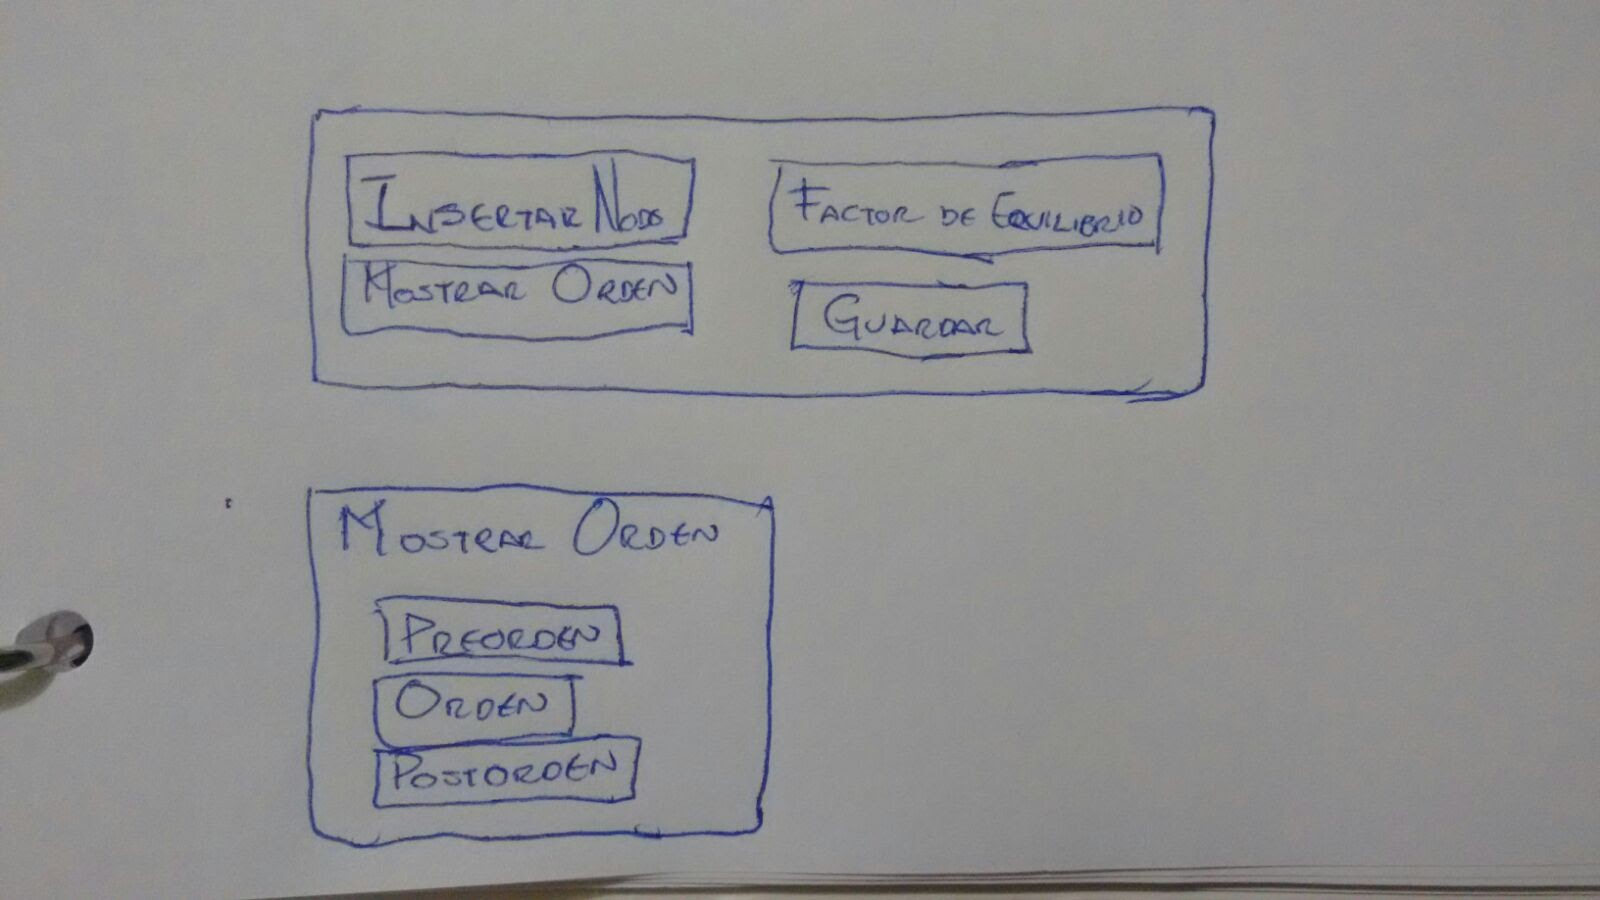 INSERTAR NODO
FACTOR DE EQUILIBRIO
MOSTRAR ORDEN
GUARDAR
MOSTRAR ORDEN
PREORDEN
ORDEN
POSTORDEN